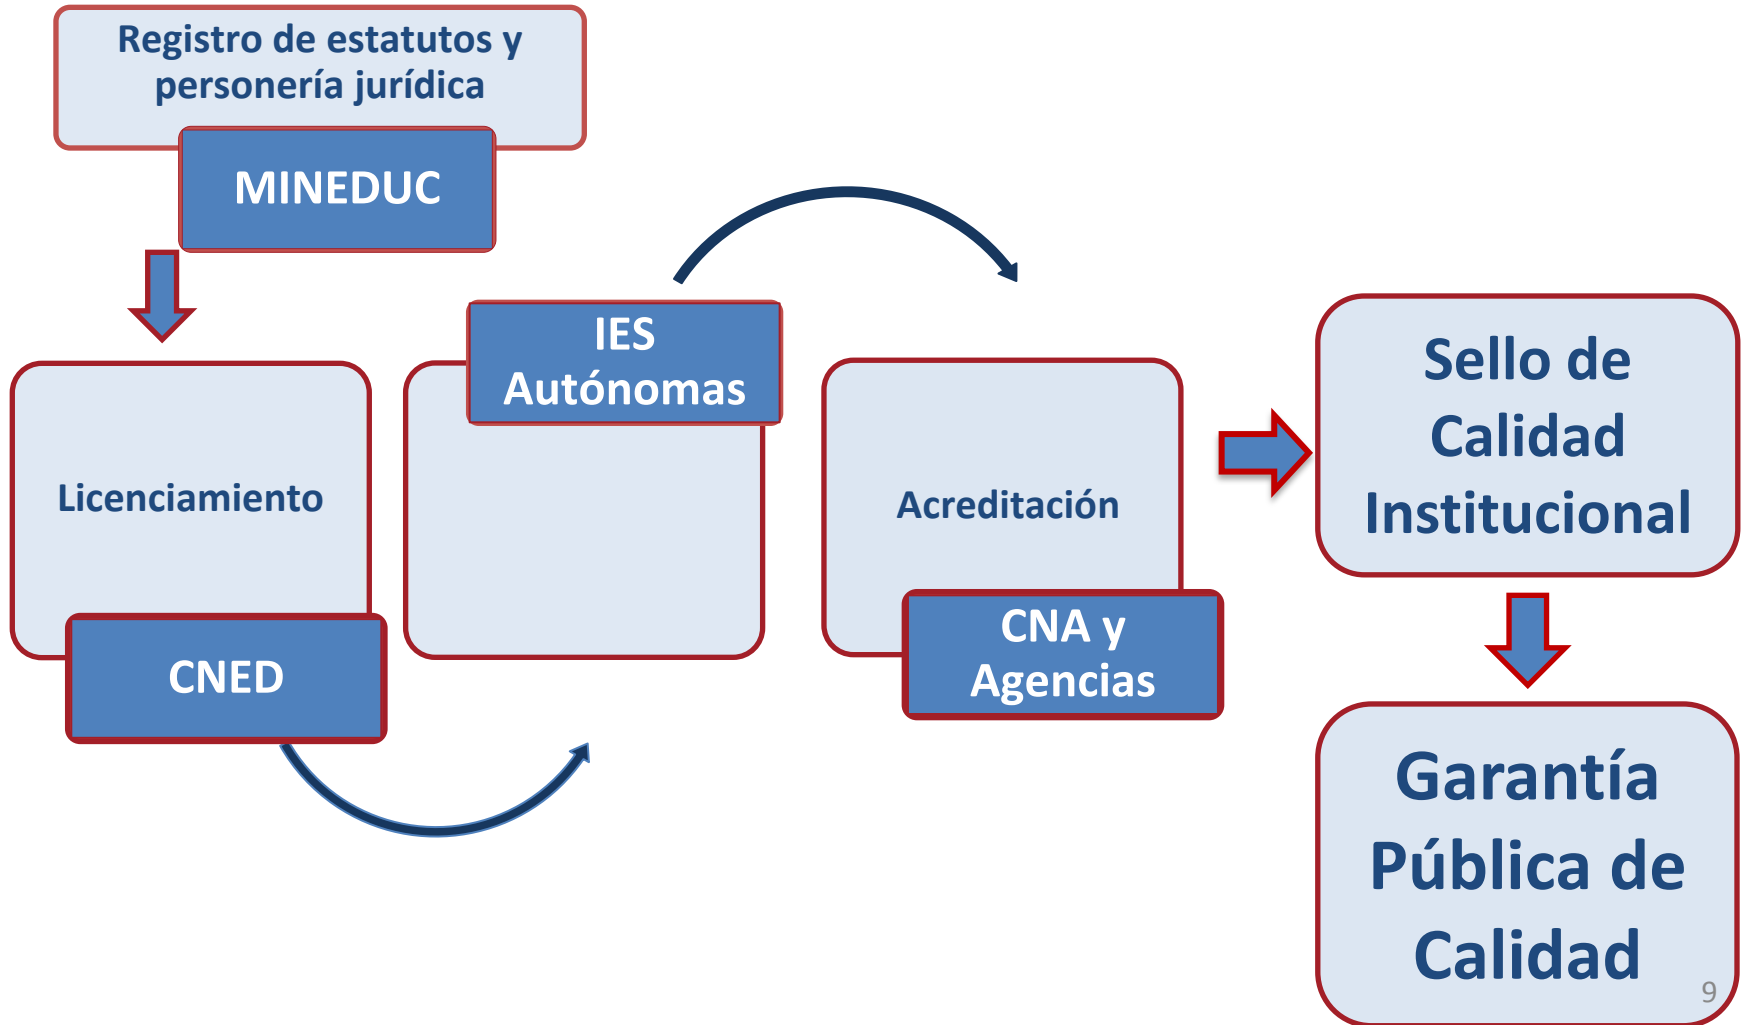 Registro de estatutos y
personería jurídica
MINEDUC
Licenciamiento
CNED
IES
Autónomas
Acreditación
CNA y
Agencias
Sello de
Calidad
Institucional
Garantía
Pública de
Calidad
9